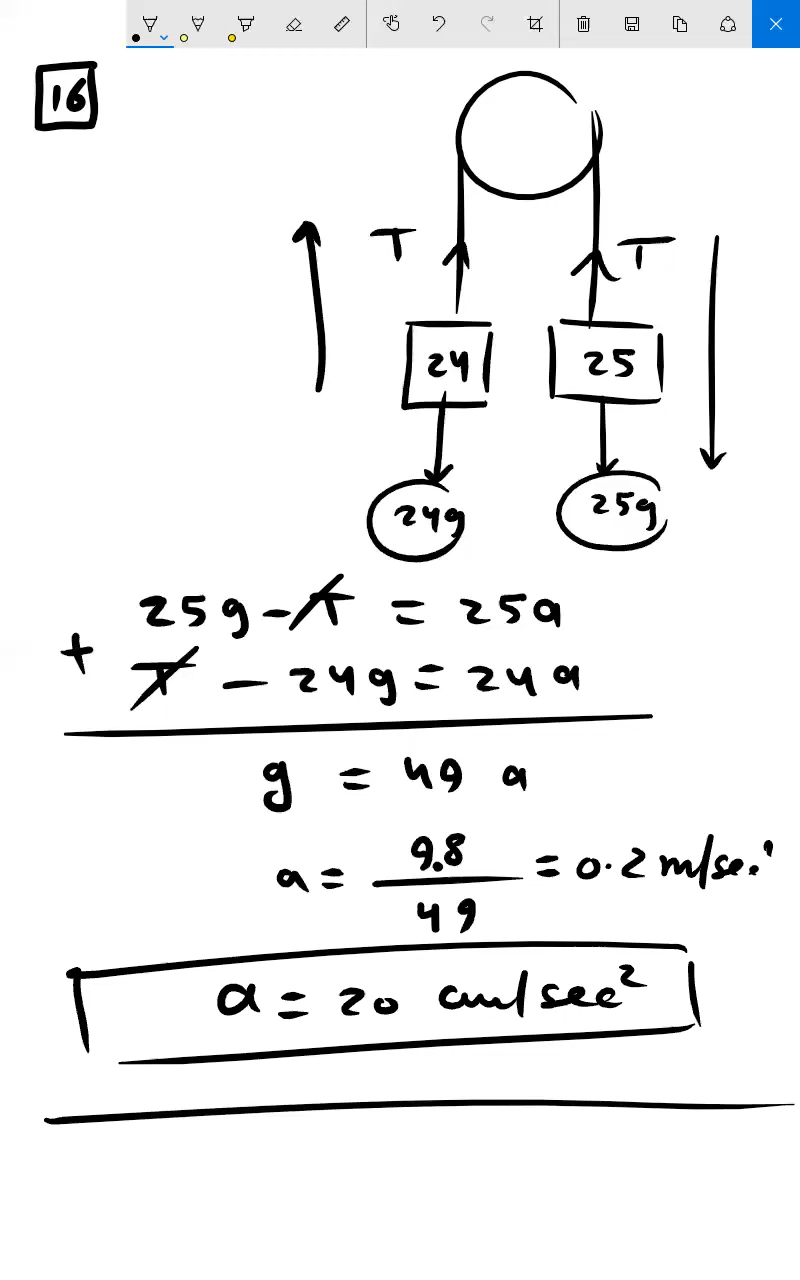 16
T T
24 25
24g 25g
25g - T = 25a
+
T - 24g = 24a
g = 49 a
a = 9.8 / 49 = 0.2 m/sec²
a = 20 cm/sec²